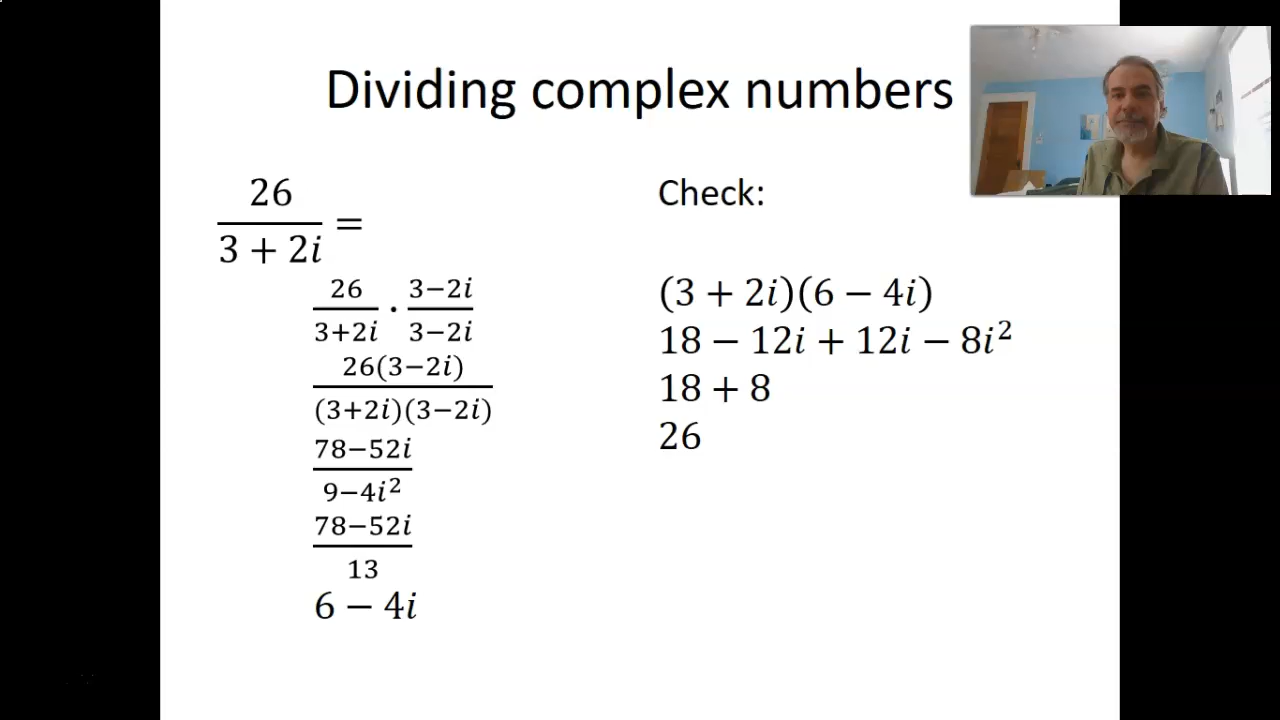 Dividing complex numbers
26
3 + 2i =
26/3+2i · 3−2i/3−2i
26(3−2i)
(3+2i)(3−2i)
78−52i
9−4i²
78−52i
13
6 − 4i
Check:
(3 + 2i)(6 − 4i)
18 − 12i + 12i − 8i²
18 + 8
26